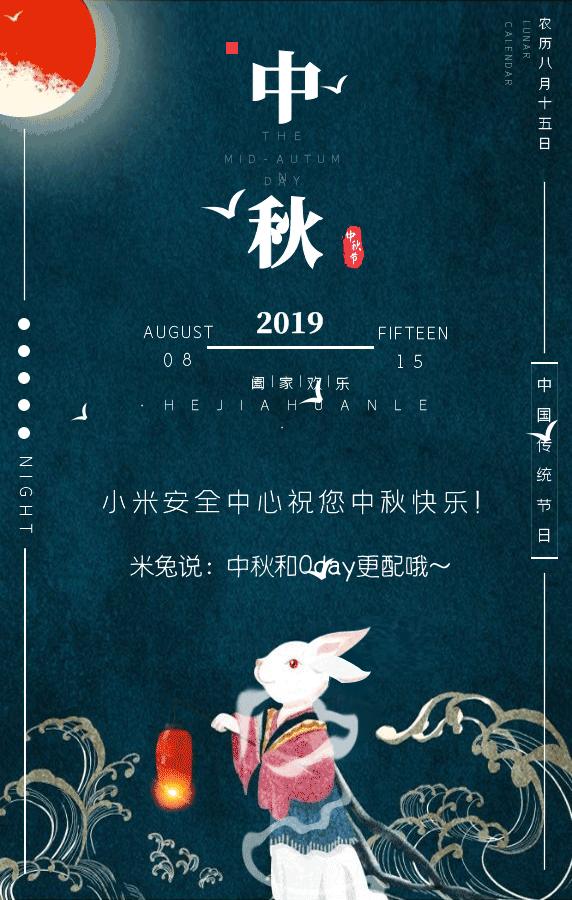 农历八月十五日
LUNAR
CALENDAR
中
THE
MID-AUTUM
N
DAY
秋
中秋节
2019
AUGUST
08
FIFTEEN
15
阖|家|欢|乐
·HEJIAHUANLE
·
NIGHT
中国传统节日
小米安全中心祝您中秋快乐!
米兔说：中秋和0day更配哦～